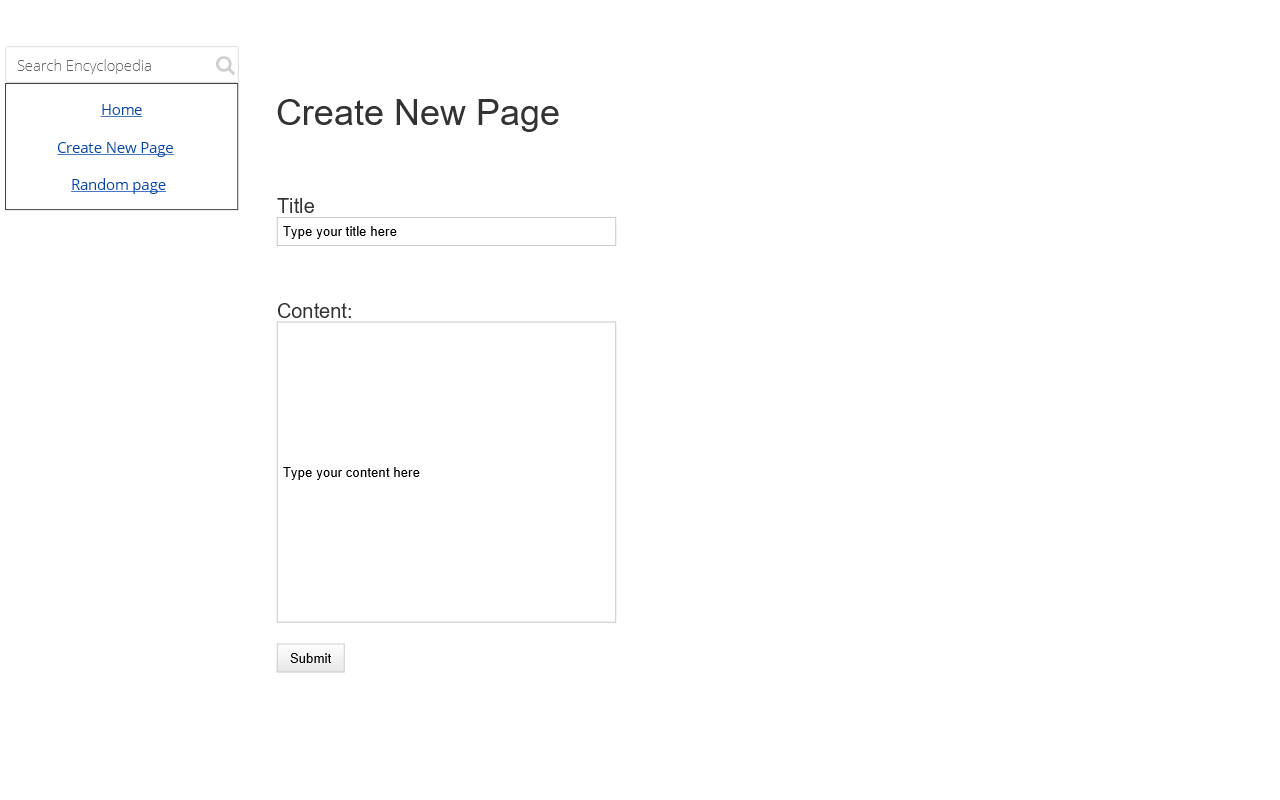 Search Encyclopedia
Home
Create New Page
Random page
Create New Page
Title
Type your title here
Content:
Type your content here
Submit